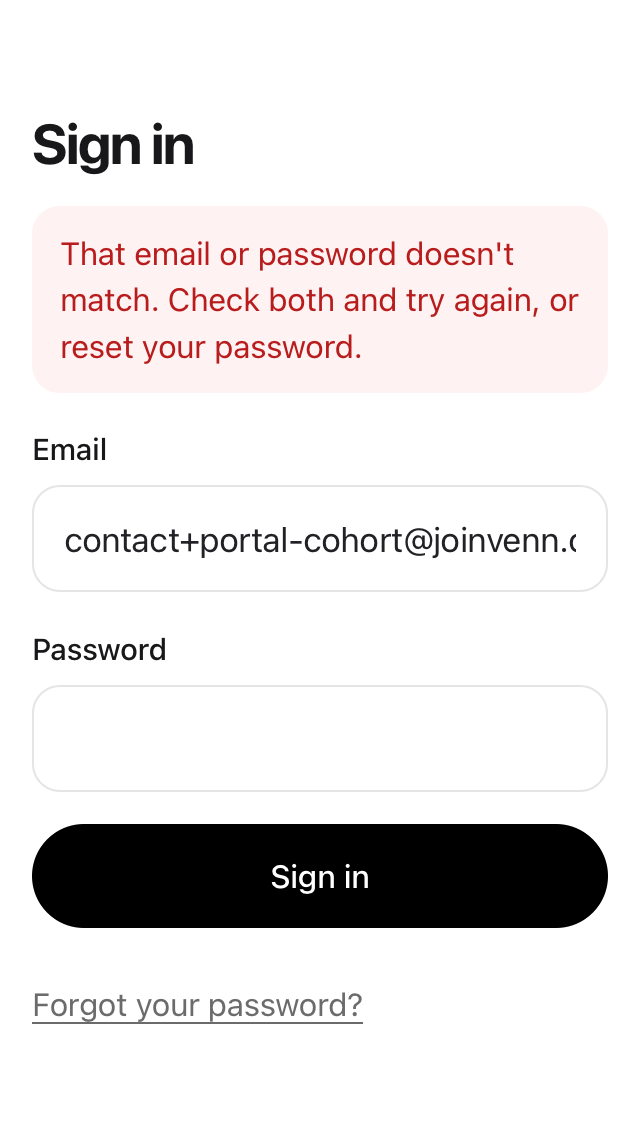 Sign in
That email or password doesn't
match. Check both and try again, or
reset your password.
Email
contact+portal-cohort@joinvenn.
Password
Sign in
Forgot your password?